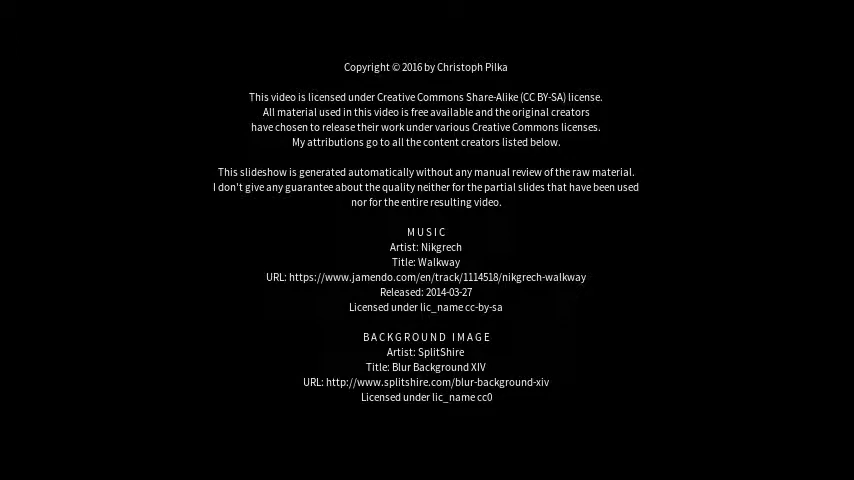 Copyright © 2016 by Christoph Pilka
This video is licensed under Creative Commons Share-Alike (CC BY-SA) license.
All material used in this video is free available and the original creators
have chosen to release their work under various Creative Commons licenses.
My attributions go to all the content creators listed below.
This slideshow is generated automatically without any manual review of the raw material.
I don't give any guarantee about the quality neither for the partial slides that have been used
nor for the entire resulting video.
MUSIC
Artist: Nikgrech
Title: Walkway
URL: https://www.jamendo.com/en/track/1114518/nikgrech-walkway
Released: 2014-03-27
Licensed under lic_name cc-by-sa
BACKGROUND IMAGE
Artist: SplitShire
Title: Blur Background XIV
URL: http://www.splitshire.com/blur-background-xiv
Licensed under lic_name cc0